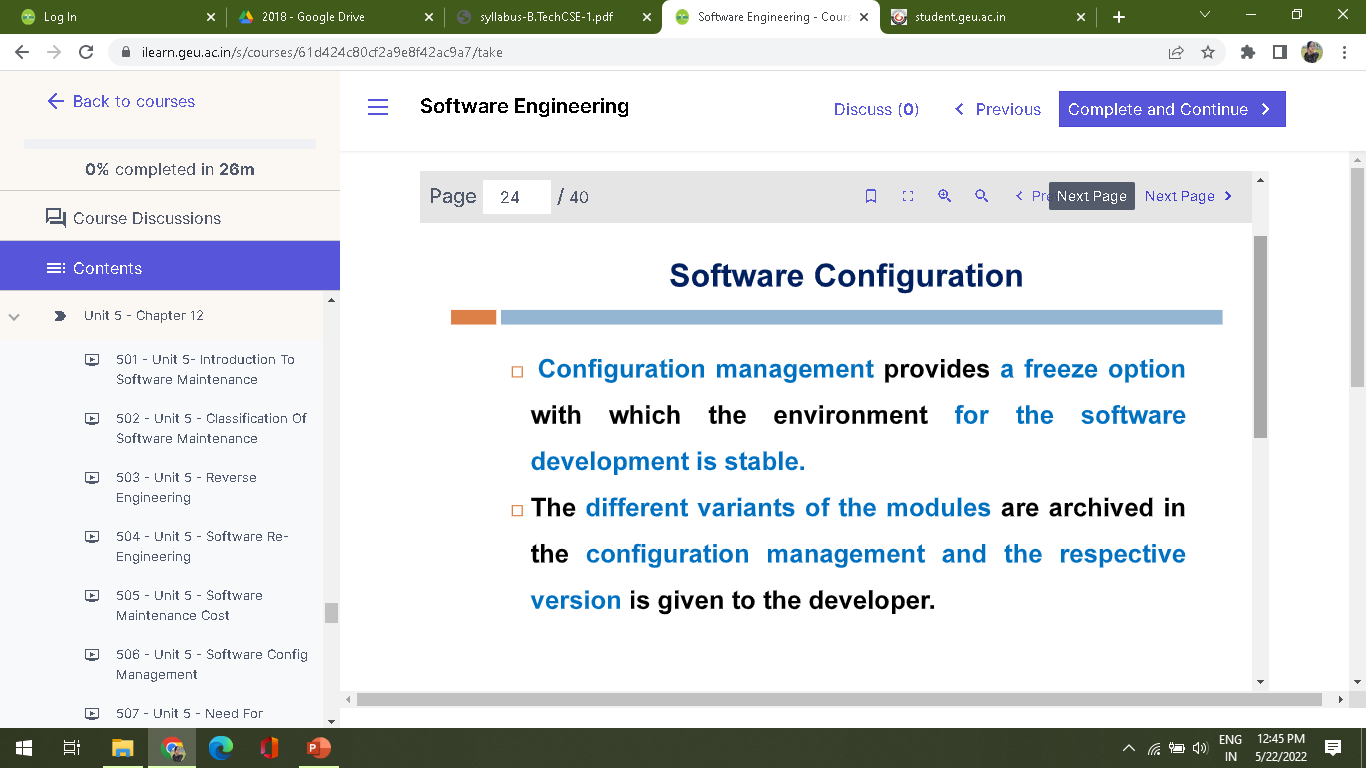 Log In
2018 - Google Drive
syllabus-B.TechCSE-1.pdf
Software Engineering - Cour
student.geu.ac.in
ilearn.geu.ac.in/s/courses/61d424c80cf2a9e8f42ac9a7/take
Back to courses
0% completed in 26m
Course Discussions
Contents
Unit 5 - Chapter 12
501 - Unit 5- Introduction To
Software Maintenance
502 - Unit 5 - Classification Of
Software Maintenance
503 - Unit 5 - Reverse
Engineering
504 - Unit 5 - Software Re-
Engineering
505 - Unit 5 - Software
Maintenance Cost
506 - Unit 5 - Software Config
Management
507 - Unit 5 - Need For
Software Engineering
Discuss (0)
Previous
Complete and Continue
Page 24 / 40
Pre
Next Page
Next Page
Software Configuration
Configuration management provides a freeze option
with which the environment for the software
development is stable.
The different variants of the modules are archived in
the configuration management and the respective
version is given to the developer.
ENG
IN
12:45 PM
5/22/2022